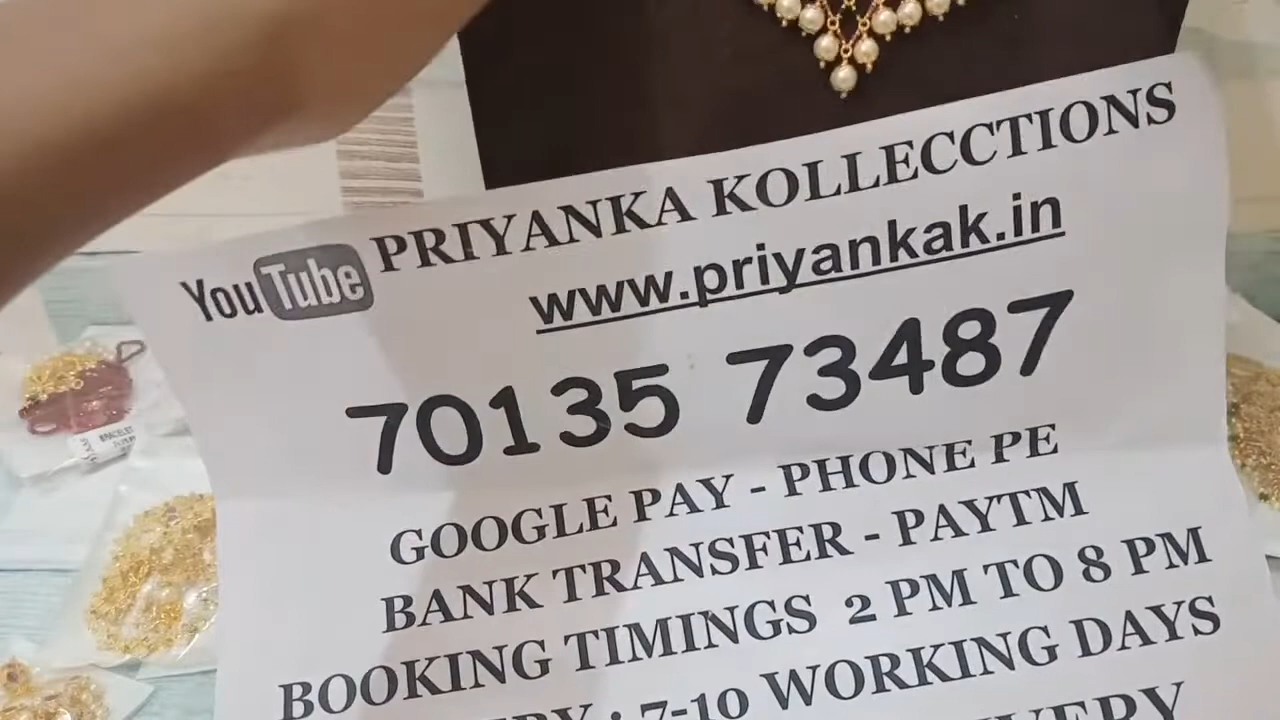 YouTube PRIYANKA KOLLECCTIONS
www.priyankak.in
70135 73487
GOOGLE PAY - PHONE PE
BANK TRANSFER - PAYTM
BOOKING TIMINGS 2 PM TO 8 PM
: 7-10 WORKING DAYS
BRACELET